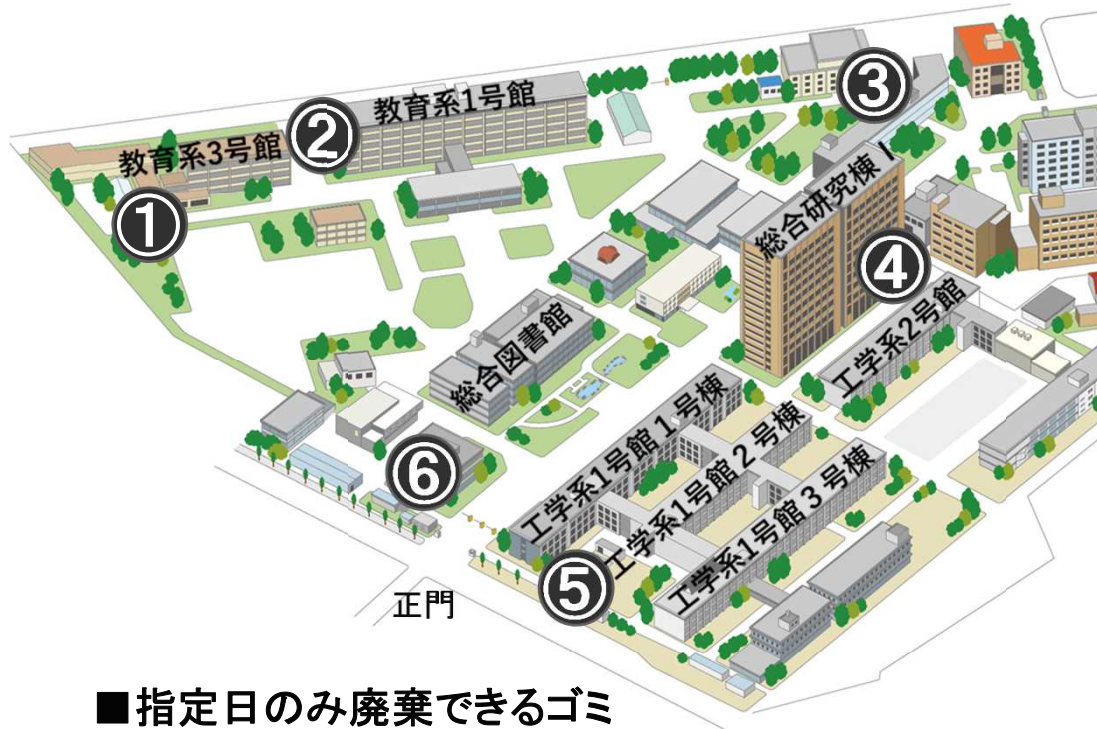 ③
教育系1号館
②
教育系3号館
①
総合研究棟Ⅰ
④
工学系2号館
総合図書館
工学系1号館1号棟
工学系1号館2号棟
工学系1号館3号棟
⑥
⑤
正門
■指定日のみ廃棄できるゴミ